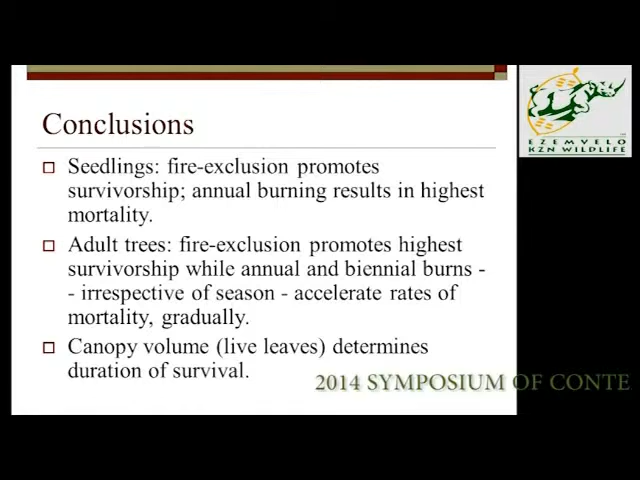 Conclusions
Seedlings: fire-exclusion promotes
survivorship; annual burning results in highest
mortality.
Adult trees: fire-exclusion promotes highest
survivorship while annual and biennial burns -
- irrespective of season - accelerate rates of
mortality, gradually.
Canopy volume (live leaves) determines
duration of survival.
EZEMVELO
KZN WILDLIFE
2014 SYMPOSIUM OF CONTE